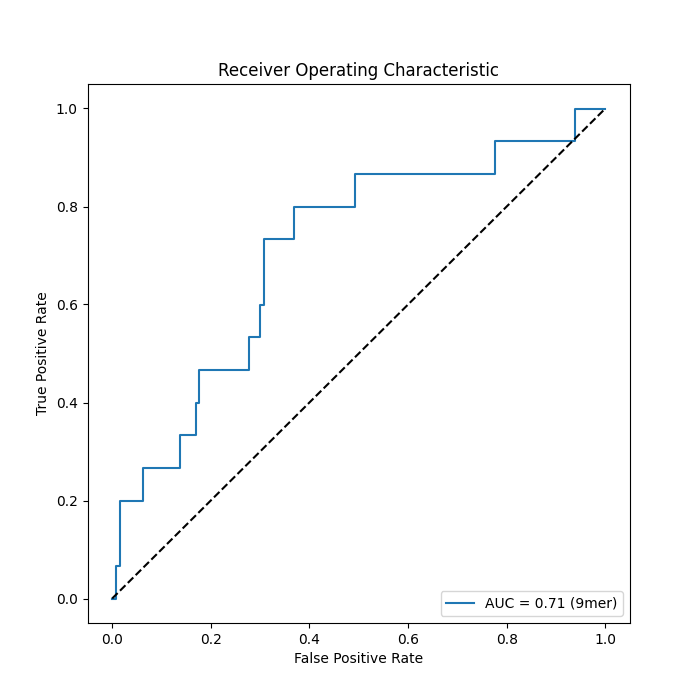 Receiver Operating Characteristic
1.0
0.8
0.6
0.4
0.2
0.0
True Positive Rate
AUC = 0.71 (9mer)
0.0 0.2 0.4 0.6 0.8 1.0
False Positive Rate